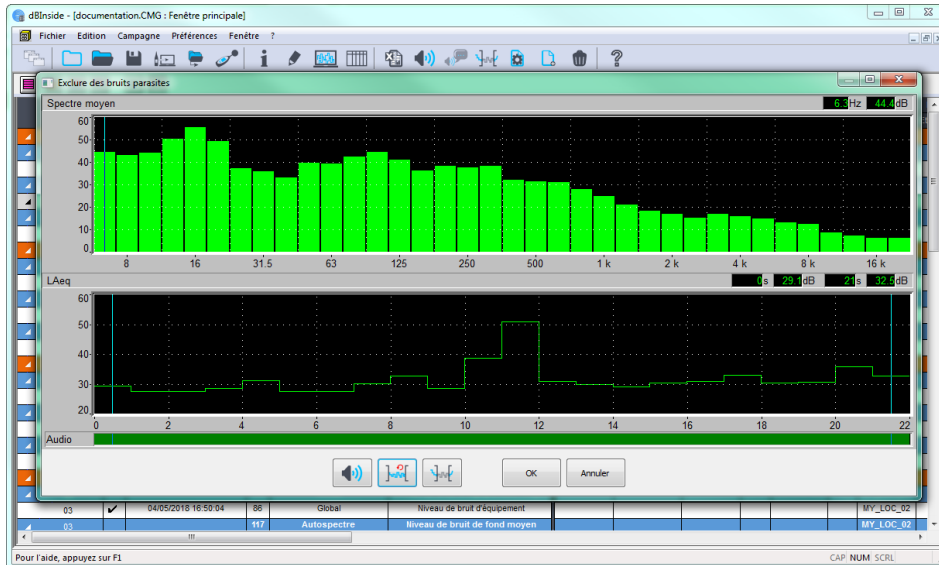 dBInside - [documentation.CMG : Fenêtre principale]
Fichier Edition Campagne Préférences Fenêtre ?
Exclure des bruits parasites
Spectre moyen 6.3 Hz 44.4 dB
60
50
40
30
20
10
0
8 16 31.5 63 125 250 500 1 k 2 k 4 k 8 k 16 k
LAeq 0 s 29.1 dB 21 s 32.5 dB
60
50
40
30
20
0 2 4 6 8 10 12 14 16 18 20 22
Audio
OK Annuler
03 04/05/2018 16:50:04 86 Global Niveau de bruit d'équipement MY_LOC_02
03 117 Autospectre Niveau de bruit de fond moyen MY_LOC_02
Pour l'aide, appuyez sur F1 CAP NUM SCRL